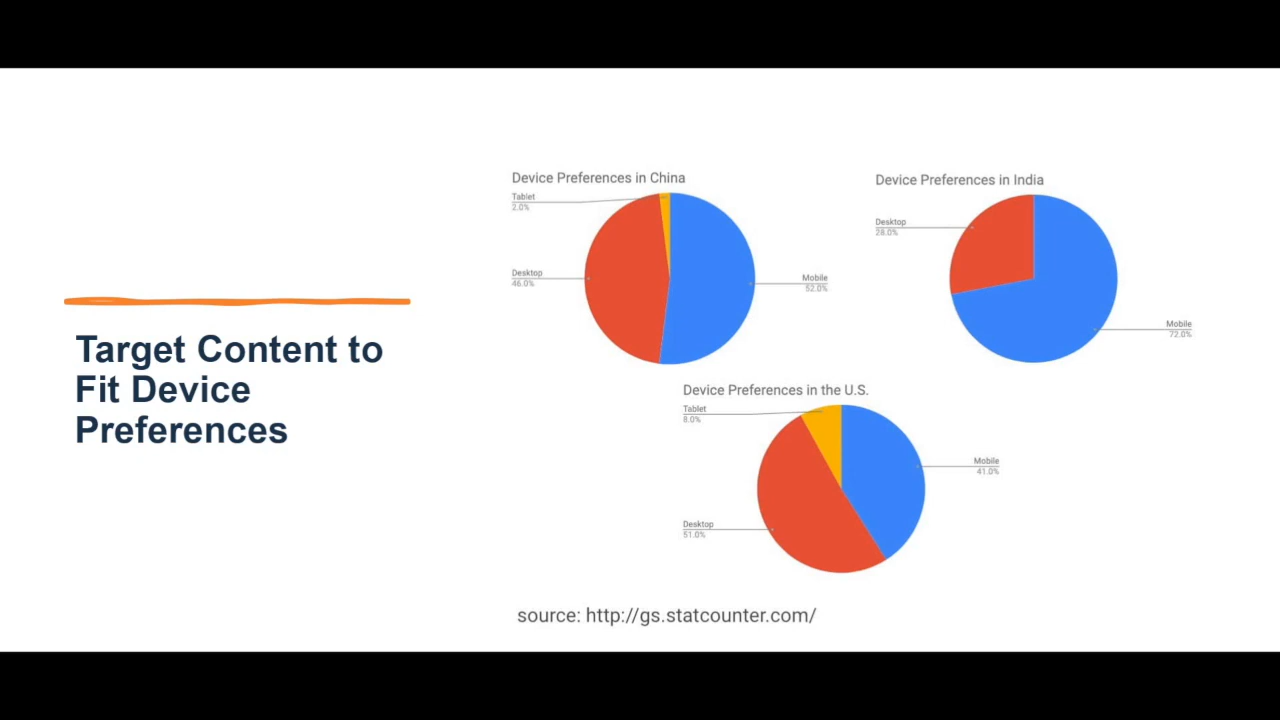 Target Content to
Fit Device
Preferences
Device Preferences in China
Tablet
2.0%
Desktop
46.0%
Mobile
52.0%
Device Preferences in India
Desktop
28.0%
Mobile
72.0%
Device Preferences in the U.S.
Tablet
8.0%
Mobile
41.0%
Desktop
51.0%
source: http://gs.statcounter.com/